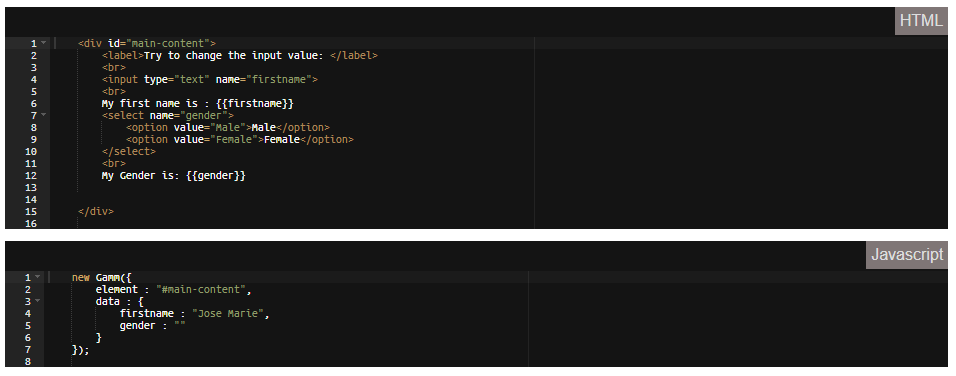 HTML
1 <div id="main-content">
2 <label>Try to change the input value: </label>
3 <br>
4 <input type="text" name="firstname">
5 <br>
6 My first name is : {{firstname}}
7 <select name="gender">
8 <option value="Male">Male</option>
9 <option value="Female">Female</option>
10 </select>
11 <br>
12 My Gender is: {{gender}}
13
14
15 </div>
16
Javascript
1 new Gamm({
2 element : "#main-content",
3 data : {
4 firstname : "Jose Marie",
5 gender : ""
6 }
7 });
8